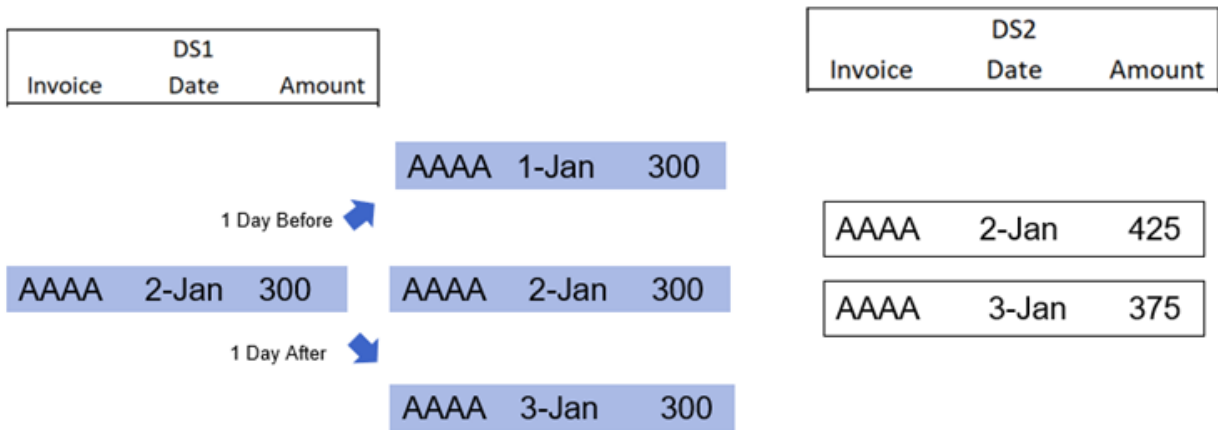 DS1
Invoice Date Amount
DS2
Invoice Date Amount
AAAA 1-Jan 300
1 Day Before
AAAA 2-Jan 425
AAAA 2-Jan 300
AAAA 2-Jan 300
AAAA 3-Jan 375
1 Day After
AAAA 3-Jan 300